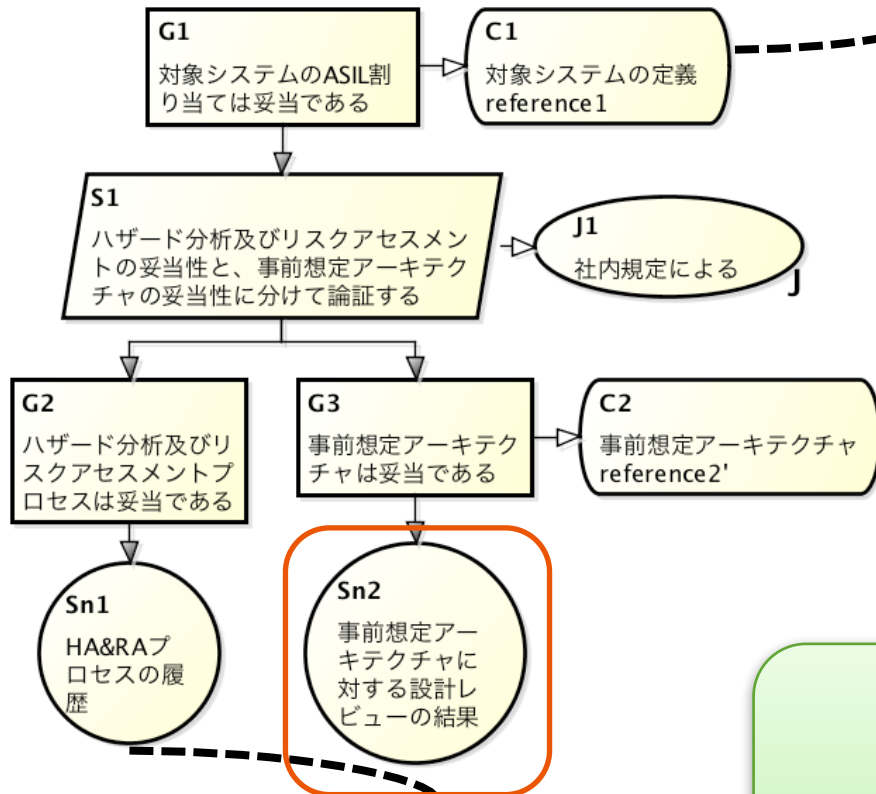 G1
対象システムのASIL割
り当ては妥当である
C1
対象システムの定義
reference1
S1
ハザード分析及びリスクアセスメン
トの妥当性と、事前想定アーキテク
チャの妥当性に分けて論証する
J1
社内規定による
J
G2
ハザード分析及びリ
スクアセスメントプ
ロセスは妥当である
G3
事前想定アーキテク
チャは妥当である
C2
事前想定アーキテクチャ
reference2'
Sn1
HA&RAプ
ロセスの履
歴
Sn2
事前想定アー
キテクチャに
対する設計レ
ビューの結果